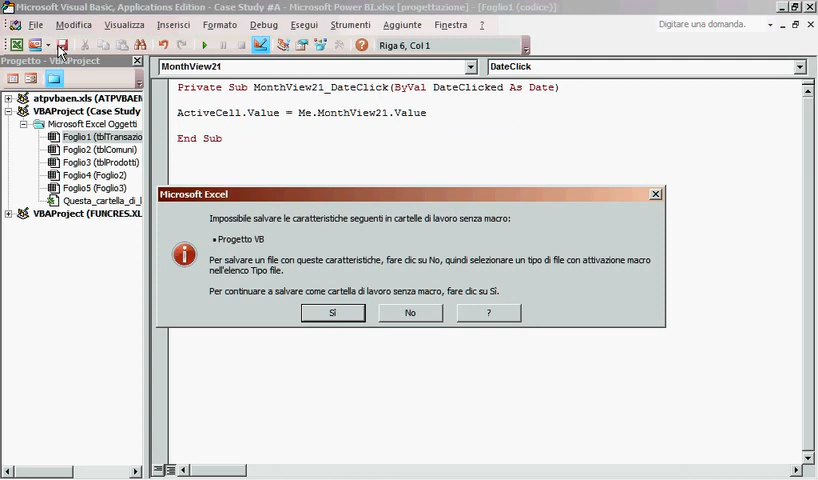 Microsoft Visual Basic, Applications Edition - Case Study #A - Microsoft Power BI.xlsx [progettazione] - [Foglio1 (codice)]
File Modifica Visualizza Inserisci Formato Debug Esegui Strumenti Aggiunte Finestra ? Digitare una domanda.
Riga 6, Col 1
Progetto - VBAProject
MonthView21 DateClick
atpvbaen.xls (ATPVBAEN
VBAProject (Case Study
Microsoft Excel Oggetti
Foglio1 (tblTransazio
Foglio2 (tblComuni)
Foglio3 (tblProdotti)
Foglio4 (Foglio2)
Foglio5 (Foglio3)
Questa_cartella_di_l
VBAProject (FUNCRES.XL
Private Sub MonthView21_DateClick(ByVal DateClicked As Date)
ActiveCell.Value = Me.MonthView21.Value
End Sub
Microsoft Excel
Impossibile salvare le caratteristiche seguenti in cartelle di lavoro senza macro:
• Progetto VB
Per salvare un file con queste caratteristiche, fare clic su No, quindi selezionare un tipo di file con attivazione macro
nell'elenco Tipo file.
Per continuare a salvare come cartella di lavoro senza macro, fare clic su Sì.
Sì No ?